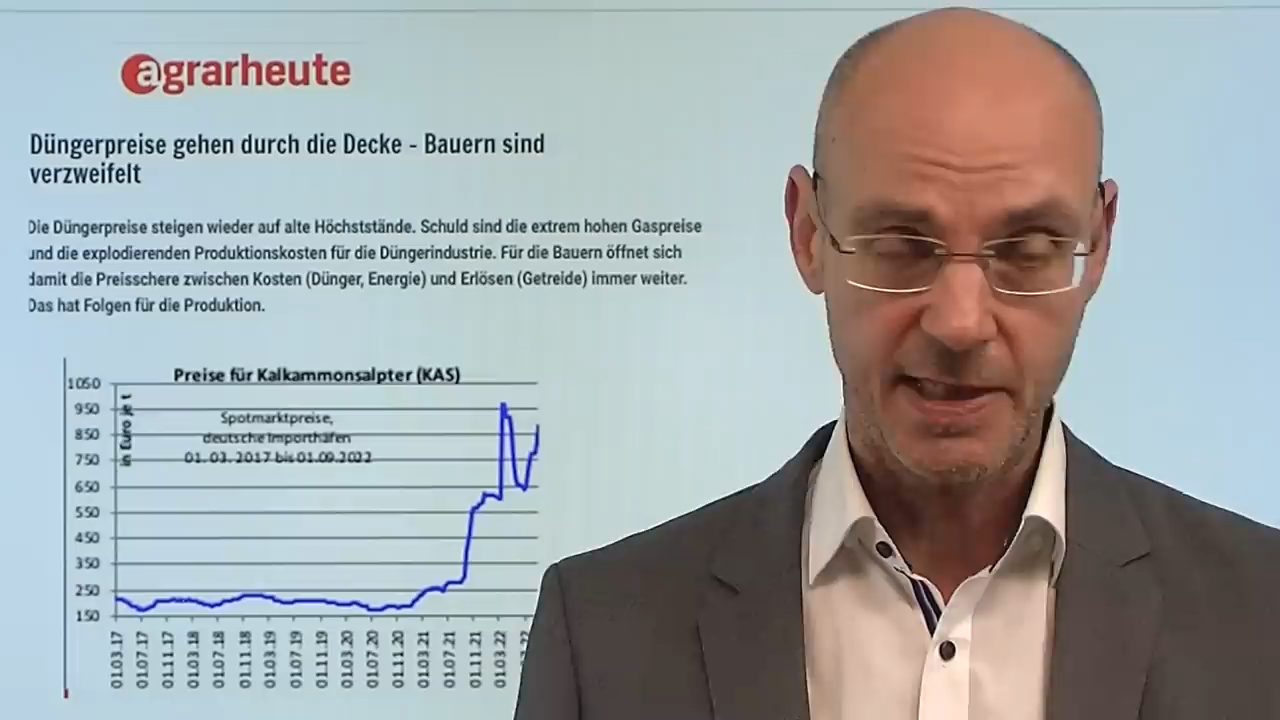 agrarheute
Düngerpreise gehen durch die Decke - Bauern sind
verzweifelt
Die Düngerpreise steigen wieder auf alte Höchststände. Schuld sind die extrem hohen Gaspreise
und die explodierenden Produktionskosten für die Düngerindustrie. Für die Bauern öffnet sich
damit die Preisschere zwischen Kosten (Dünger, Energie) und Erlösen (Getreide) immer weiter.
Das hat Folgen für die Produktion.
Preise für Kalkammonsalpter (KAS)
1050
950
850
750
650
550
450
350
250
150
in Euro je t
Spotmarktpreise,
deutsche Importhäfen
01. 03. 2017 bis 01.09.2022
01.03.17
01.07.17
01.11.17
01.03.18
01.07.18
01.11.18
01.03.19
01.07.19
01.11.19
01.03.20
01.07.20
01.11.20
01.03.21
01.07.21
01.11.21
01.03.22